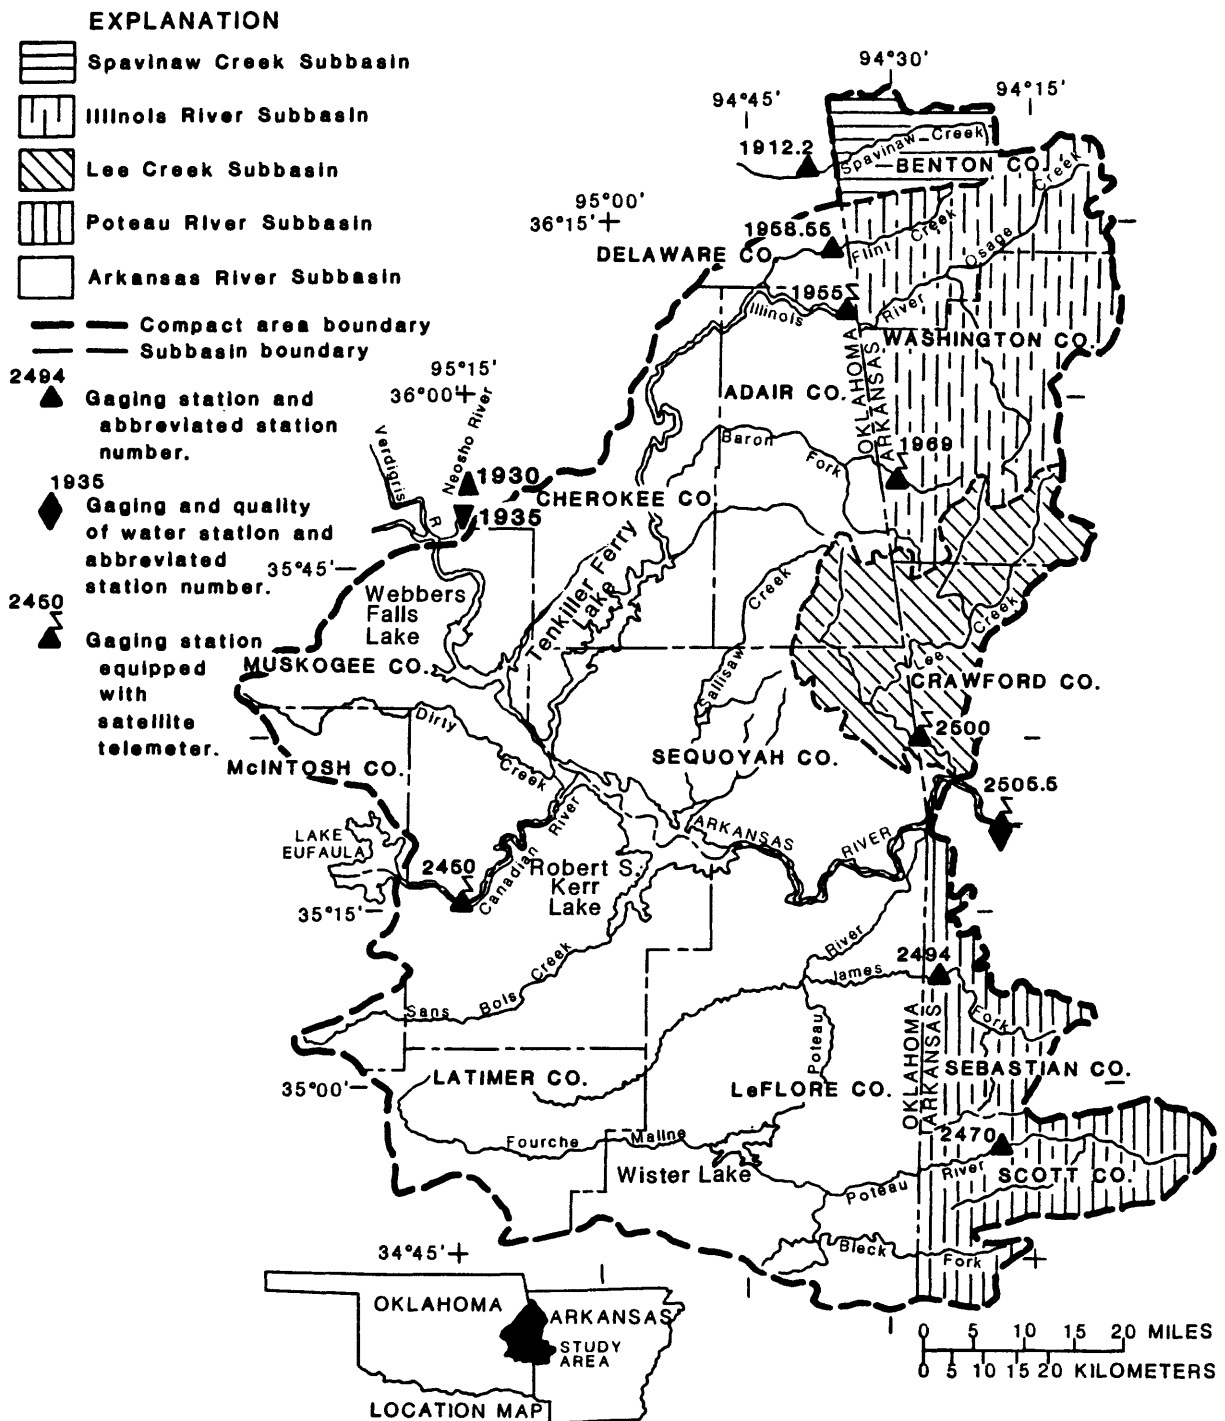 EXPLANATION
Spavinaw Creek Subbasin
Illinois River Subbasin
Lee Creek Subbasin
Poteau River Subbasin
Arkansas River Subbasin
Compact area boundary
Subbasin boundary
2494
Gaging station and
abbreviated station
number.
1935
Gaging and quality
of water station and
abbreviated
station number.
2450
Gaging station
equipped
with
satellite
telemeter.
94°30'
94°45'
94°15'
95°00'
36°15'
95°15'
36°00'
35°45'
35°15'
35°00'
34°45'
1912.2
Spavinaw Creek
BENTON CO.
1958.55
Flint Creek
Osage Creek
DELAWARE CO.
1955
Illinois
River
WASHINGTON CO.
OKLAHOMA
ARKANSAS
ADAIR CO.
Baron Fork
1969
Verdigris R
Neosho River
1930
1935
CHEROKEE CO
Tenkiller Ferry
Lake
Webbers
Falls
Lake
MUSKOGEE CO.
Sallisaw Creek
Lee Creek
CRAWFORD CO.
2500
Dirty Creek
McINTOSH CO.
SEQUOYAH CO.
2505.5
LAKE
EUFAULA
2450
Canadian River
ARKANSAS RIVER
Robert S.
Kerr
Lake
Sans Bois Creek
River
2494
James Fork
Poteau
OKLAHOMA
ARKANSAS
SEBASTIAN CO.
LATIMER CO.
LeFLORE CO.
2470
Fourche Maline
Wister Lake
Poteau River
SCOTT CO.
Black Fork
OKLAHOMA
ARKANSAS
STUDY
AREA
LOCATION MAP
0 5 10 15 20 MILES
0 5 10 15 20 KILOMETERS